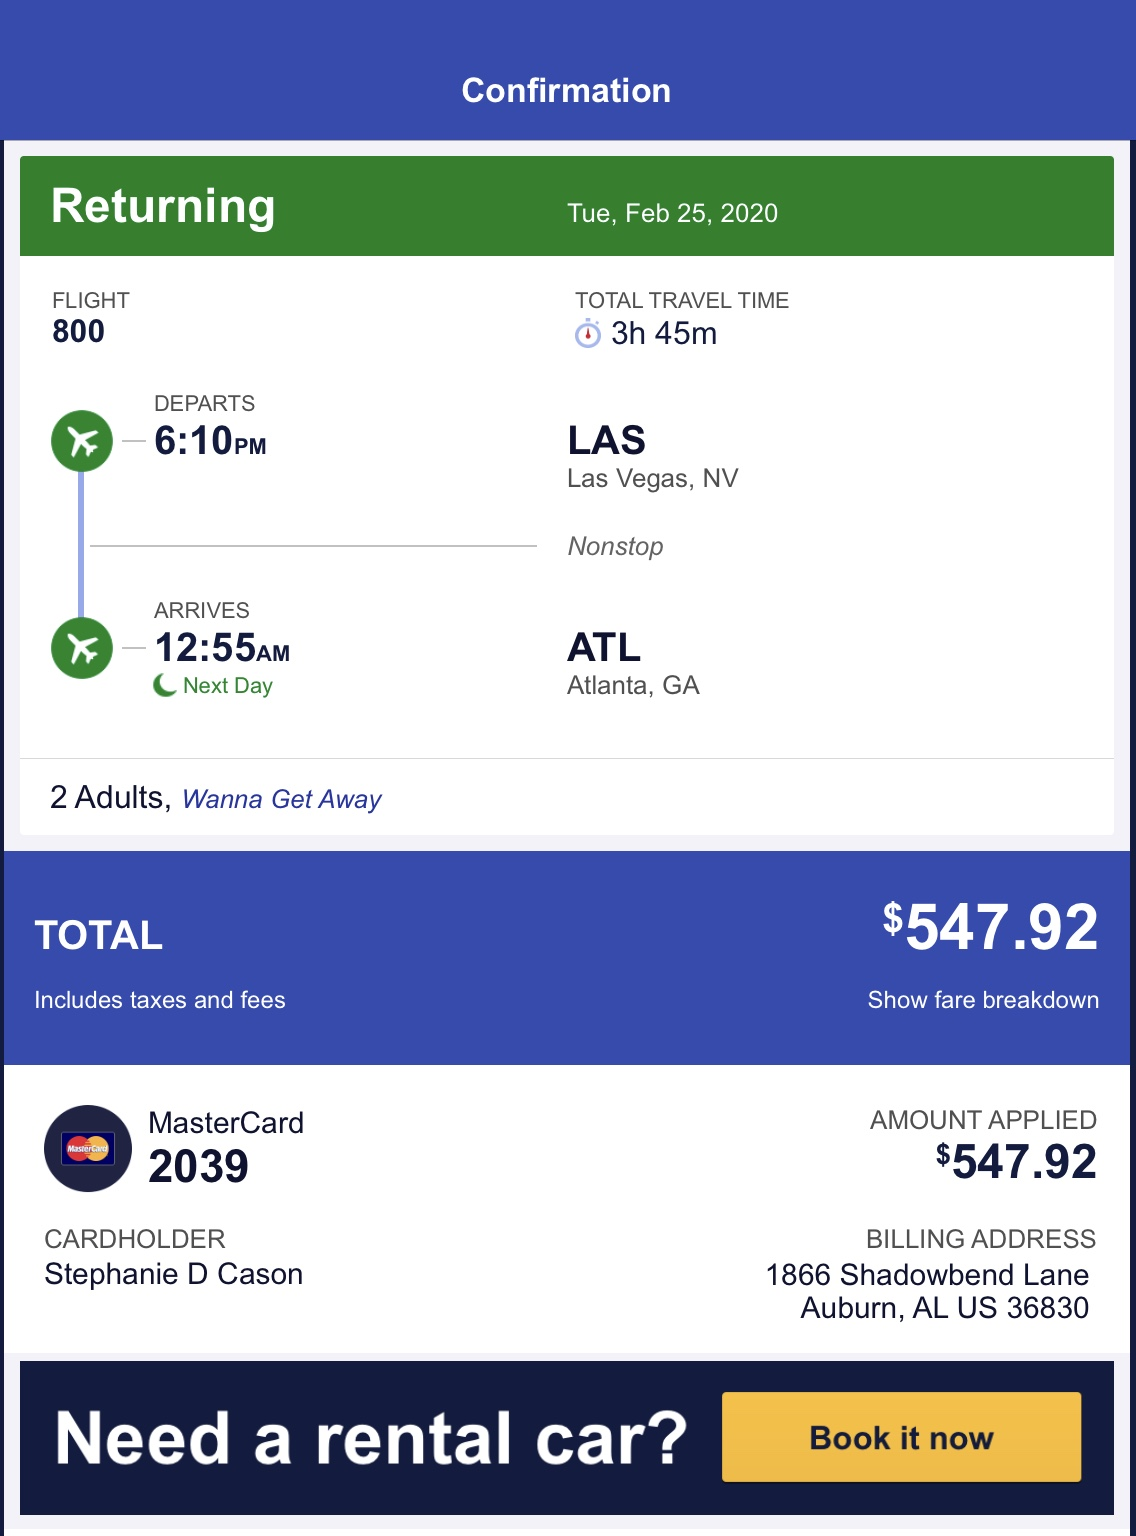 Confirmation
Returning Tue, Feb 25, 2020
FLIGHT TOTAL TRAVEL TIME
800 3h 45m
DEPARTS
6:10PM LAS
Las Vegas, NV
Nonstop
ARRIVES
12:55AM ATL
Next Day Atlanta, GA
2 Adults, Wanna Get Away
TOTAL $547.92
Includes taxes and fees Show fare breakdown
MasterCard AMOUNT APPLIED
MasterCard 2039 $547.92
CARDHOLDER BILLING ADDRESS
Stephanie D Cason 1866 Shadowbend Lane
Auburn, AL US 36830
Need a rental car? Book it now